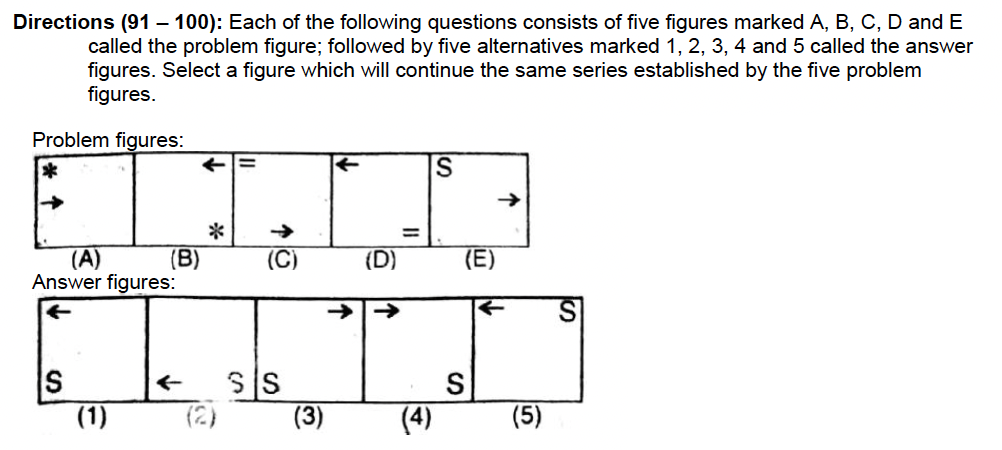 Directions (91 – 100): Each of the following questions consists of five figures marked A, B, C, D and E
called the problem figure; followed by five alternatives marked 1, 2, 3, 4 and 5 called the answer
figures. Select a figure which will continue the same series established by the five problem
figures.
Problem figures:
* ← = ← S
→ * → = →
(A) (B) (C) (D) (E)
Answer figures:
← → → ← S
S ← S S S
(1) (2) (3) (4) (5)